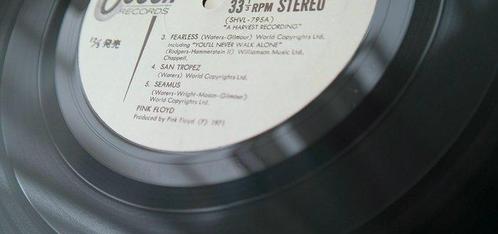 RECORDS
33⅓RPM STEREO
(SHVL-795A)
"A HARVEST RECORDING"
3. FEARLESS (Waters-Gilmour) World Copyrights Ltd.
including "YOU'LL NEVER WALK ALONE"
(Rodgers-Hammerstein II) Williamson Music Ltd.
Chappell,
4. SAN TROPEZ
(Waters) World Copyrights Ltd.
5. SEAMUS
(Waters-Wright-Mason-Gilmour)
World Copyrights Ltd.
PINK FLOYD
Produced by Pink Floyd (P) 1971
発売